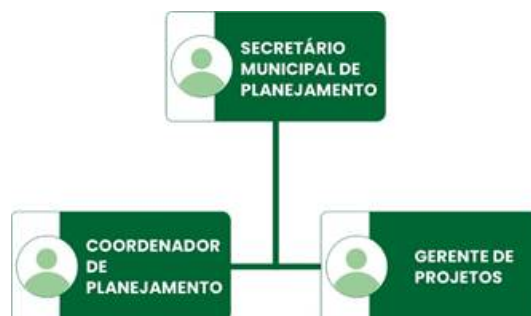 SECRETÁRIO
MUNICIPAL DE
PLANEJAMENTO
COORDENADOR
DE
PLANEJAMENTO
GERENTE DE
PROJETOS